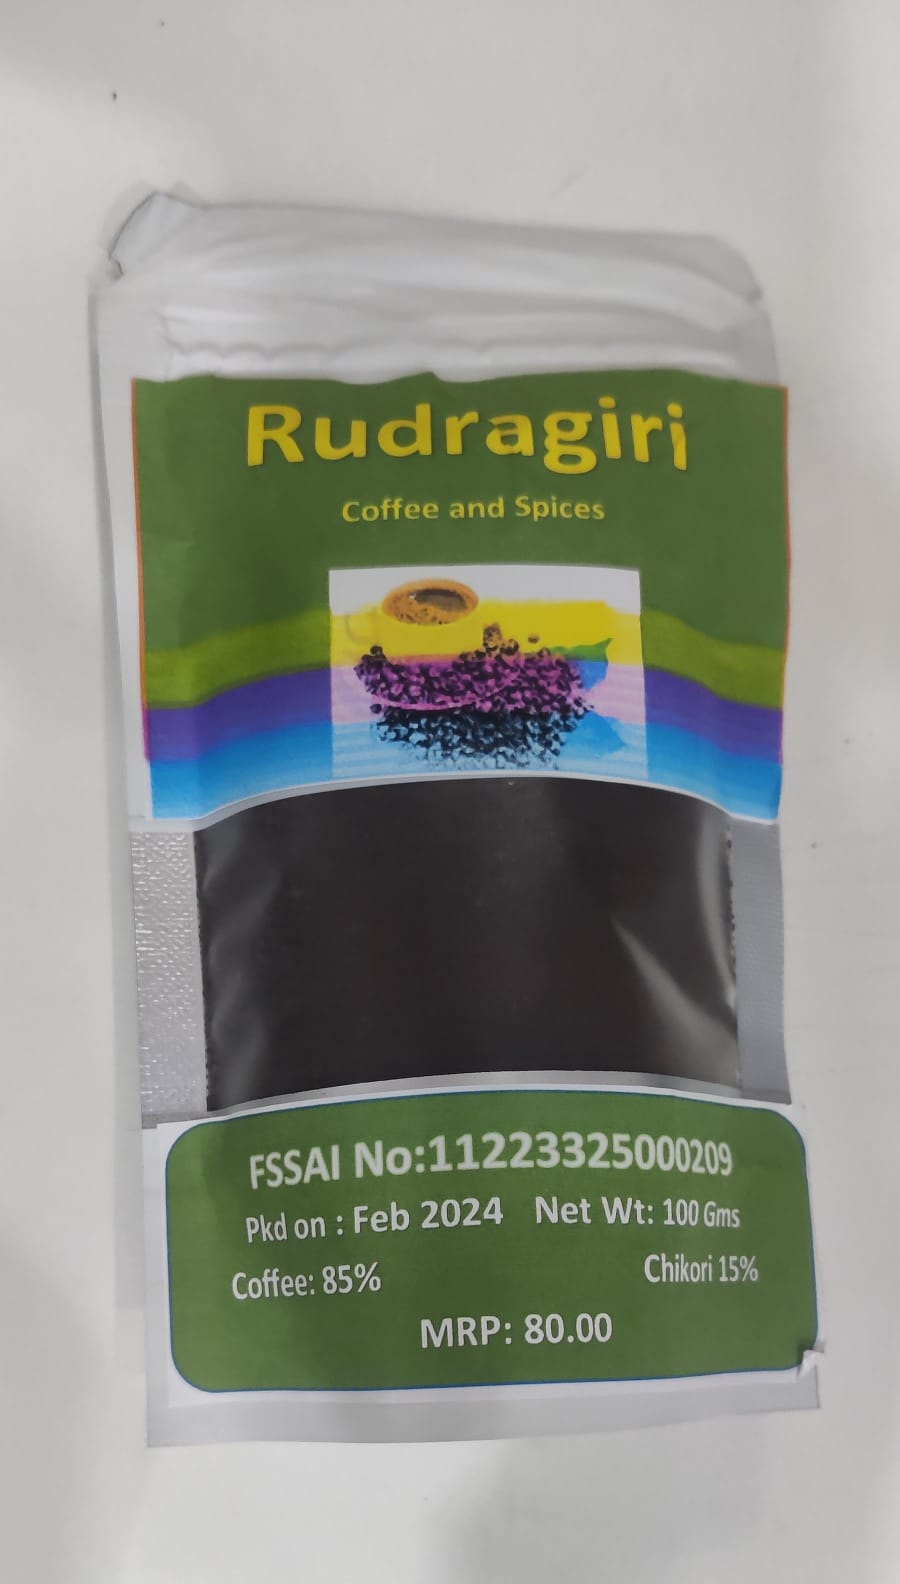 Rudragiri
Coffee and Spices
FSSAI No:11223325000209
Pkd on : Feb 2024 Net Wt: 100 Gms
Coffee: 85% Chikori 15%
MRP: 80.00